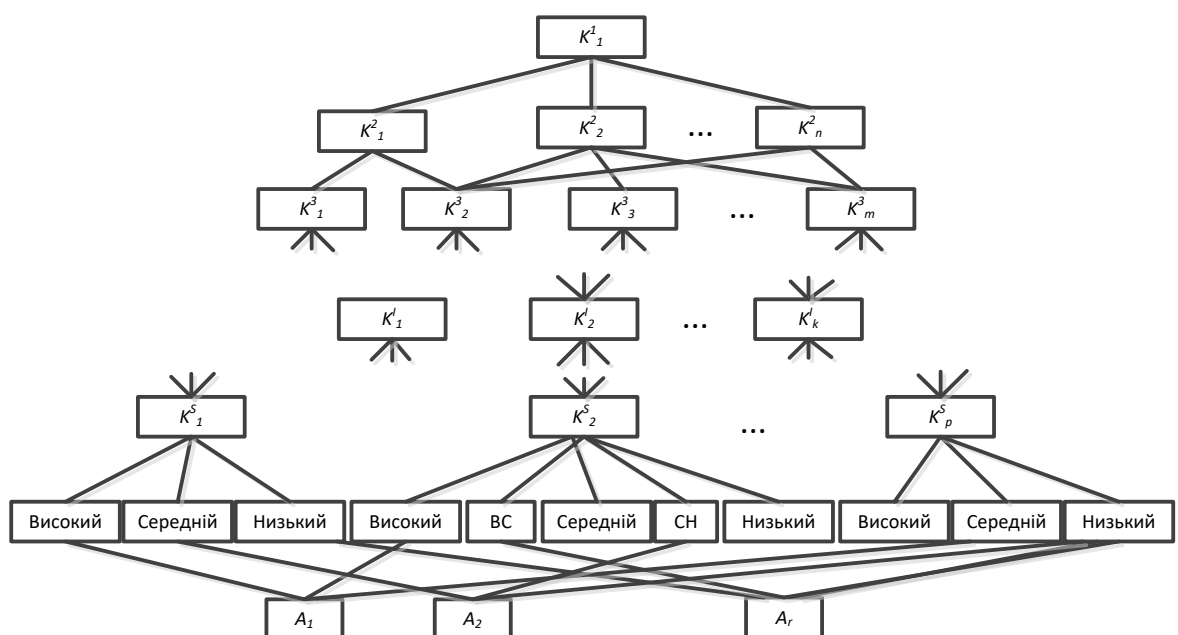 K¹₁
K²₁ K²₂ ... K²ₙ
K³₁ K³₂ K³₃ ... K³ₘ
Kˡ₁ Kˡ₂ ... Kˡₖ
Kˢ₁ Kˢ₂ ... Kˢₚ
Високий Середній Низький Високий ВС Середній СН Низький Високий Середній Низький
A₁ A₂ Aᵣ